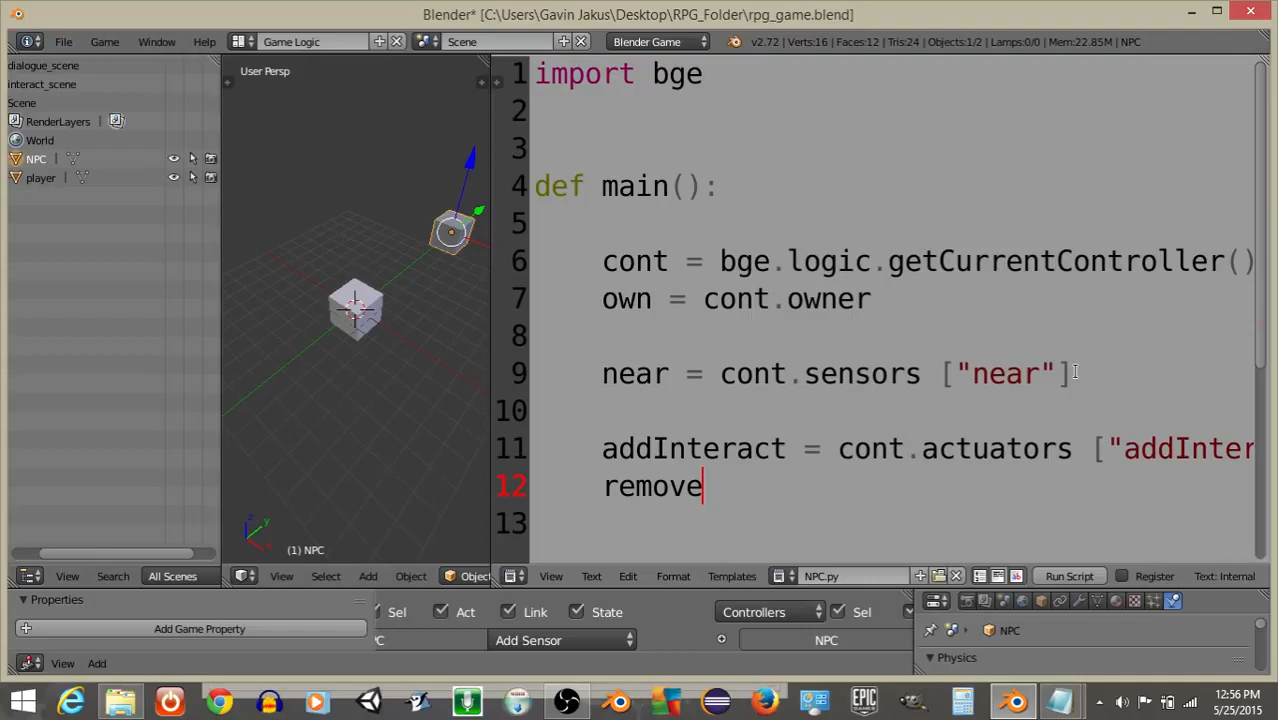 Blender* [C:\Users\Gavin Jakus\Desktop\RPG_Folder\rpg_game.blend]
File Game Window Help Game Logic Scene Blender Game v2.72 | Verts:16 | Faces:12 | Tris:24 | Objects:1/2 | Lamps:0/0 | Mem:22.85M | NPC
dialogue_scene
interact_scene
Scene
RenderLayers
World
NPC
player
User Persp
(1) NPC
1 import bge
2
3
4 def main():
5
6 cont = bge.logic.getCurrentController()
7 own = cont.owner
8
9 near = cont.sensors ["near"]
10
11 addInteract = cont.actuators ["addInter
12 remove
13
View Search All Scenes View Select Add Object Object View Text Edit Format Templates NPC.py Run Script Register Text: Internal
Properties
Add Game Property
View Add
Sel Act Link State Controllers Sel
Add Sensor NPC
NPC
Physics
EPIC GAMES
12:56 PM
5/25/2015